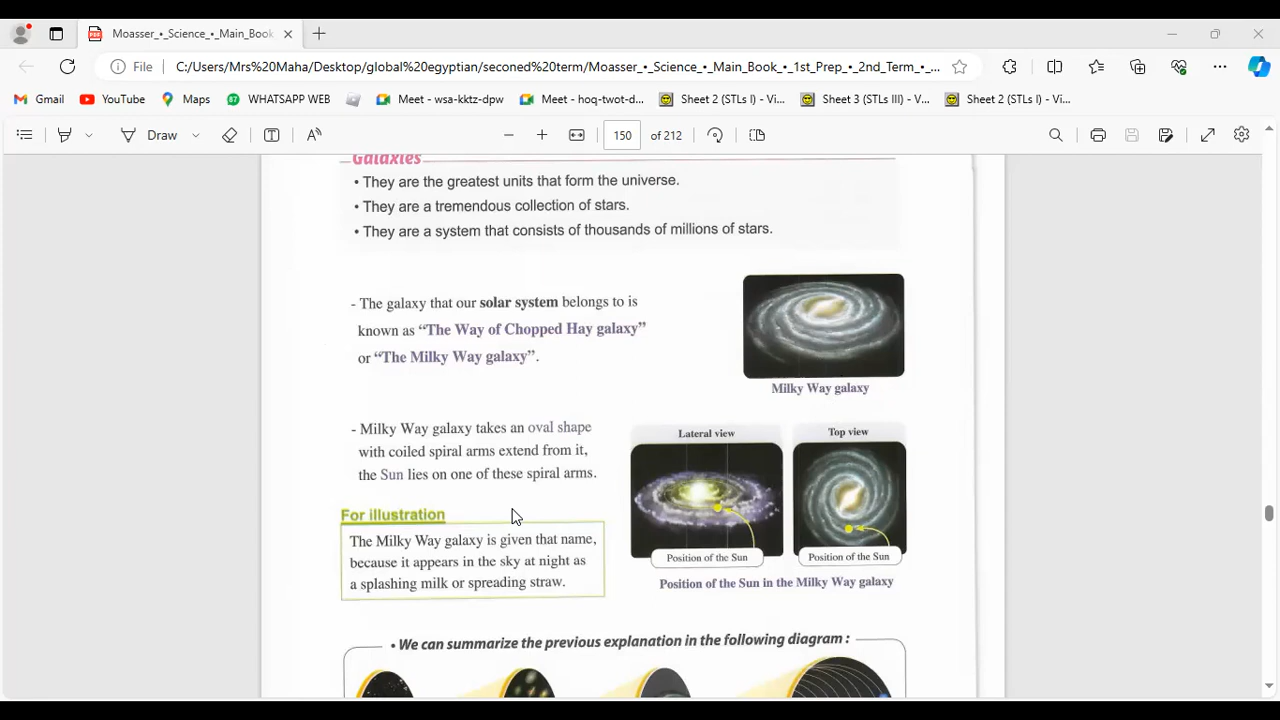 Moasser_•_Science_•_Main_Book
File
C:/Users/Mrs%20Maha/Desktop/global%20egyptian/seconed%20term/Moasser_•_Science_•_Main_Book_•_1st_Prep_•_2nd_Term_•_...
Gmail
YouTube
Maps
WHATSAPP WEB
Meet - wsa-kktz-dpw
Meet - hoq-twot-d...
Sheet 2 (STLs I) - Vi...
Sheet 3 (STLs III) - V...
Sheet 2 (STLs I) - Vi...
Draw
150 of 212
Galaxies
• They are the greatest units that form the universe.
• They are a tremendous collection of stars.
• They are a system that consists of thousands of millions of stars.
- The galaxy that our solar system belongs to is
known as “The Way of Chopped Hay galaxy”
or “The Milky Way galaxy”.
Milky Way galaxy
- Milky Way galaxy takes an oval shape
with coiled spiral arms extend from it,
the Sun lies on one of these spiral arms.
Lateral view
Top view
Position of the Sun
Position of the Sun
Position of the Sun in the Milky Way galaxy
For illustration
The Milky Way galaxy is given that name,
because it appears in the sky at night as
a splashing milk or spreading straw.
• We can summarize the previous explanation in the following diagram :